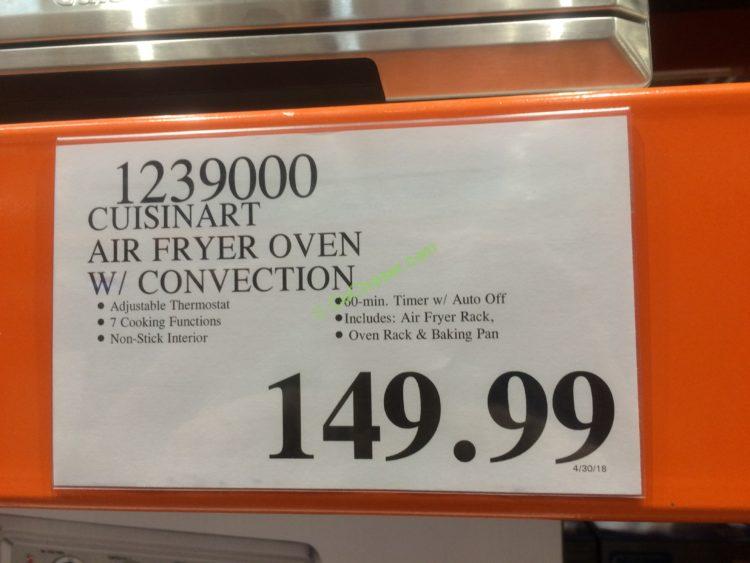 1239000
CUISINART
AIR FRYER OVEN
W/ CONVECTION
• Adjustable Thermostat
• 7 Cooking Functions
• Non-Stick Interior
• 60-min. Timer w/ Auto Off
• Includes: Air Fryer Rack,
• Oven Rack & Baking Pan
149.99
4/30/18